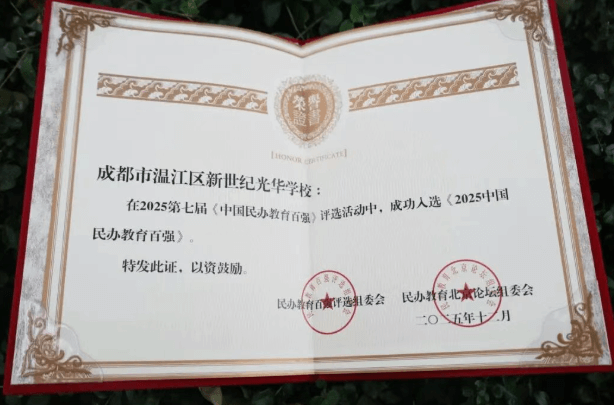 [HONOR CERTIFICATE]
成都市温江区新世纪光华学校：
在2025第七届《中国民办教育百强》评选活动中，成功入选《2025中国
民办教育百强》。
特发此证，以资鼓励。
民办教育百强评选组委会 民办教育北京论坛组委会
二〇二五年十二月